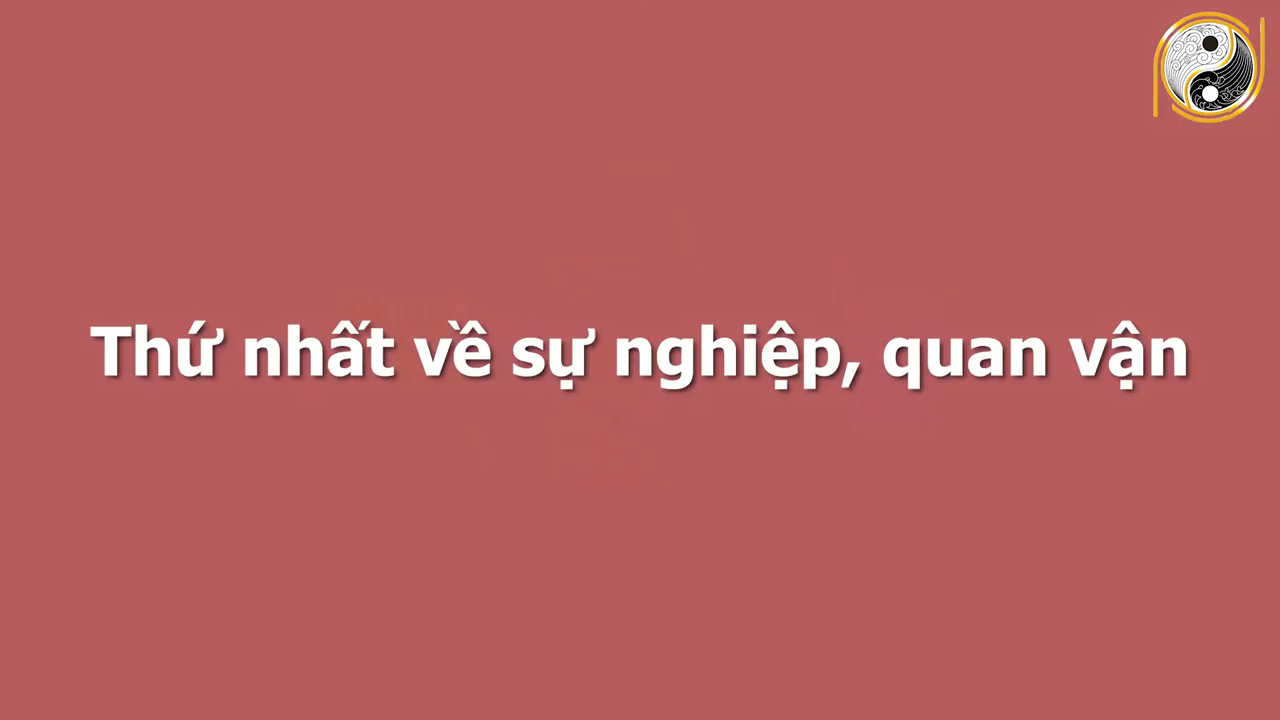 Thứ nhất về sự nghiệp, quan vận